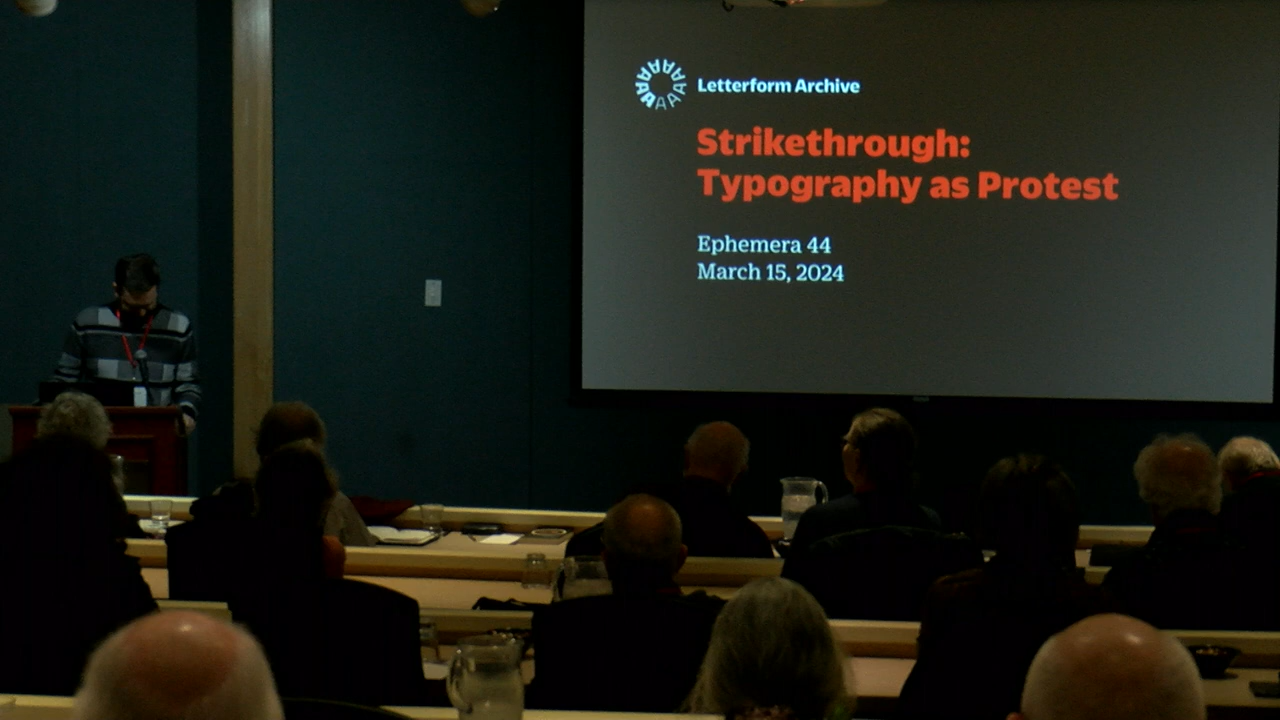 Letterform Archive
Strikethrough:
Typography as Protest
Ephemera 44
March 15, 2024